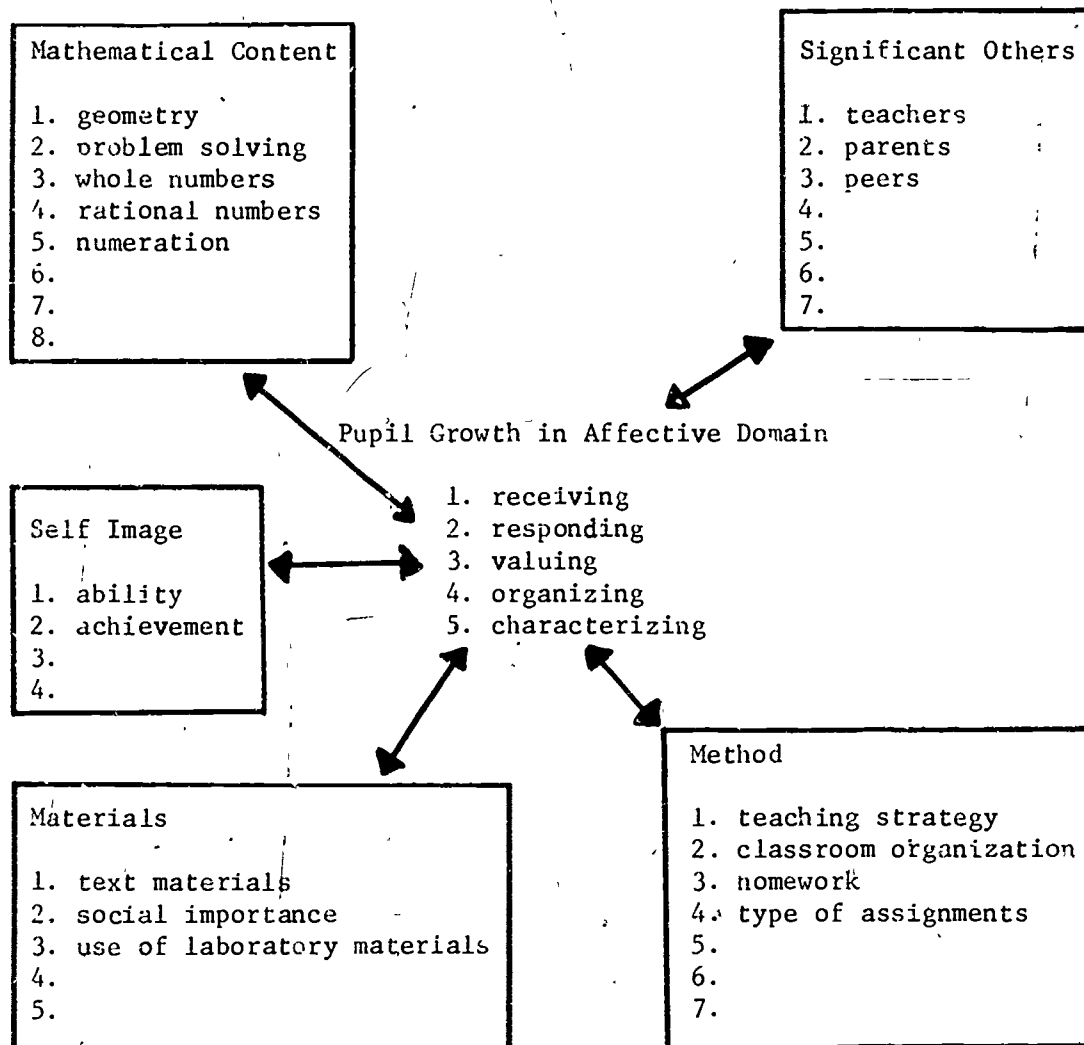 Mathematical Content
1. geometry
2. problem solving
3. whole numbers
4. rational numbers
5. numeration
6.
7.
8.
Significant Others
1. teachers
2. parents
3. peers
4.
5.
6.
7.
Pupil Growth in Affective Domain
1. receiving
2. responding
3. valuing
4. organizing
5. characterizing
Self Image
1. ability
2. achievement
3.
4.
Materials
1. text materials
2. social importance
3. use of laboratory materials
4.
5.
Method
1. teaching strategy
2. classroom organization
3. homework
4. type of assignments
5.
6.
7.